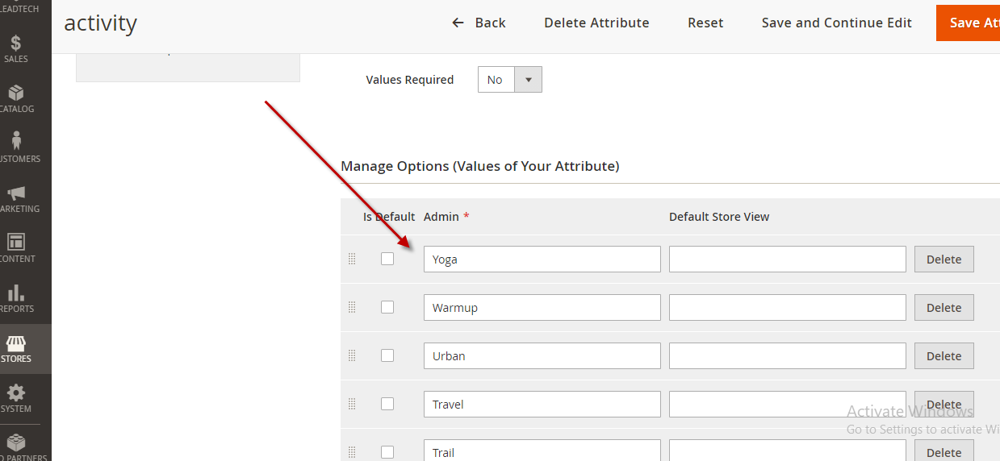 LEADTECH
activity
Back
Delete Attribute
Reset
Save and Continue Edit
Save Att
SALES
CATALOG
USTOMERS
ARKETING
CONTENT
REPORTS
STORES
SYSTEM
D PARTNERS
Values Required
No
Manage Options (Values of Your Attribute)
Is Default Admin * Default Store View
Yoga Delete
Warmup Delete
Urban Delete
Travel Delete
Trail Delete
Activate Windows
Go to Settings to activate Wi